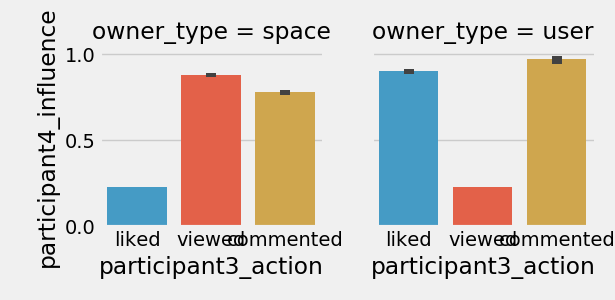 owner_type = space
owner_type = user
participant4_influence
1.0
0.5
0.0
liked
viewed
commented
liked
viewed
commented
participant3_action
participant3_action